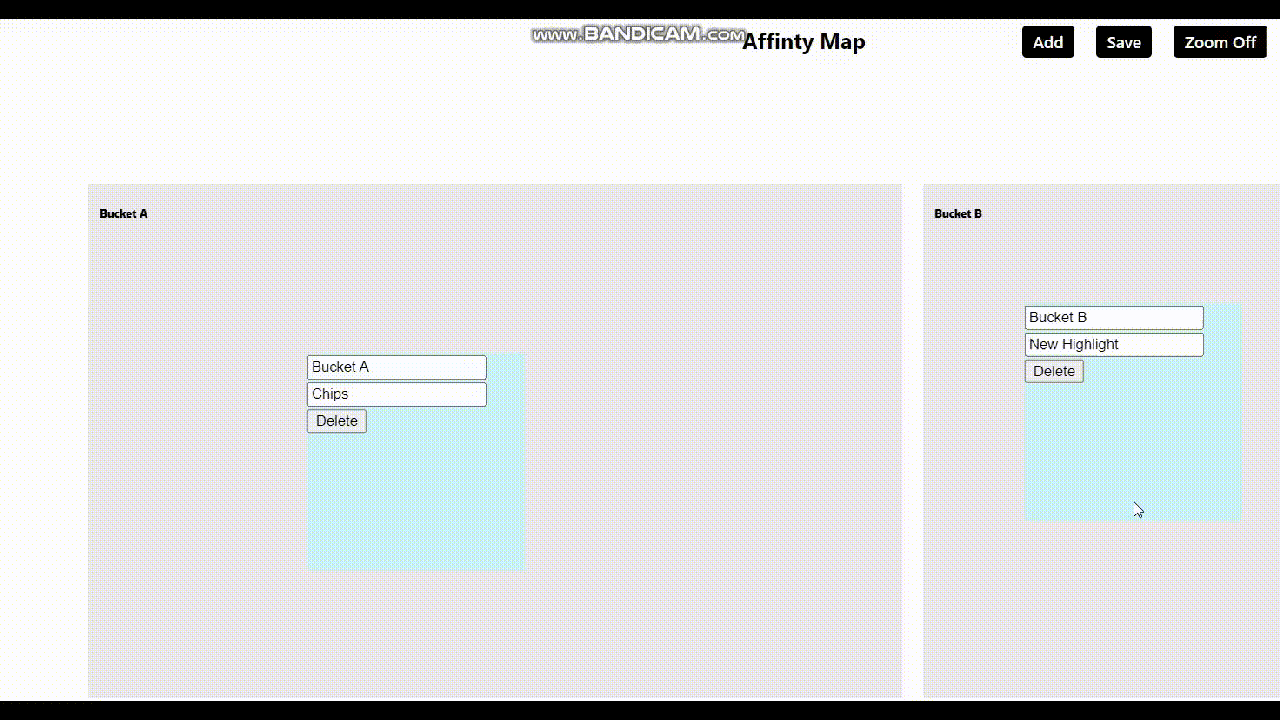 www.BANDICAM.COM
Affinty Map
Add
Save
Zoom Off
Bucket A
Bucket A
Chips
Delete
Bucket B
Bucket B
New Highlight
Delete